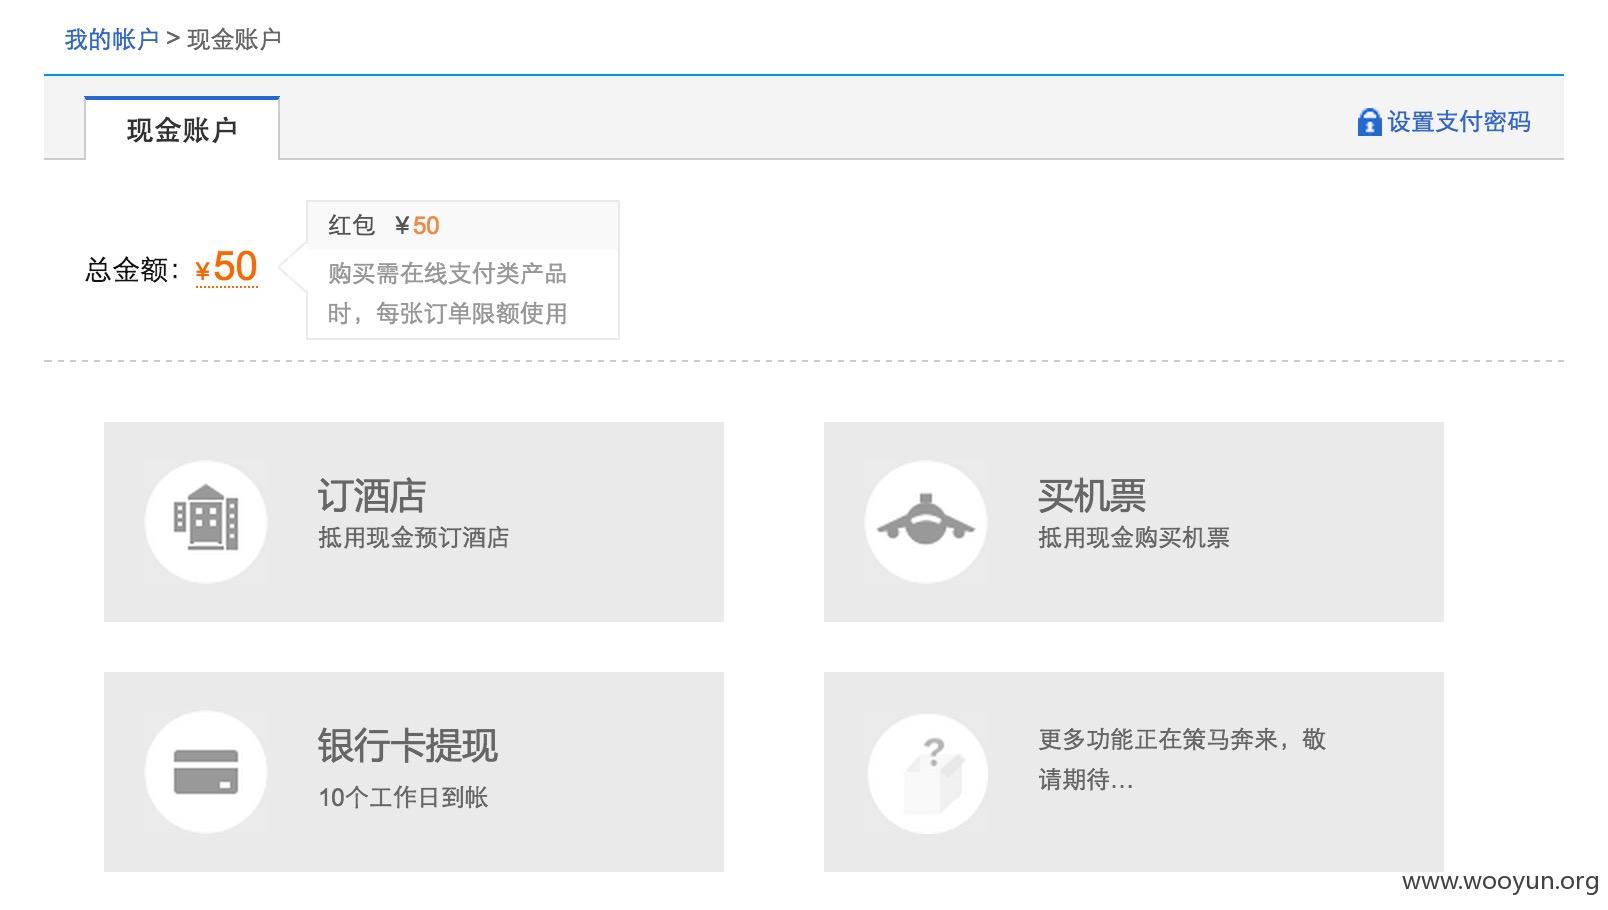 我的帐户 > 现金账户
现金账户
设置支付密码
红包 ¥50
总金额：¥50
购买需在线支付类产品
时，每张订单限额使用
订酒店
抵用现金预订酒店
买机票
抵用现金购买机票
银行卡提现
10个工作日到帐
更多功能正在策马奔来，敬
请期待...
www.wooyun.org